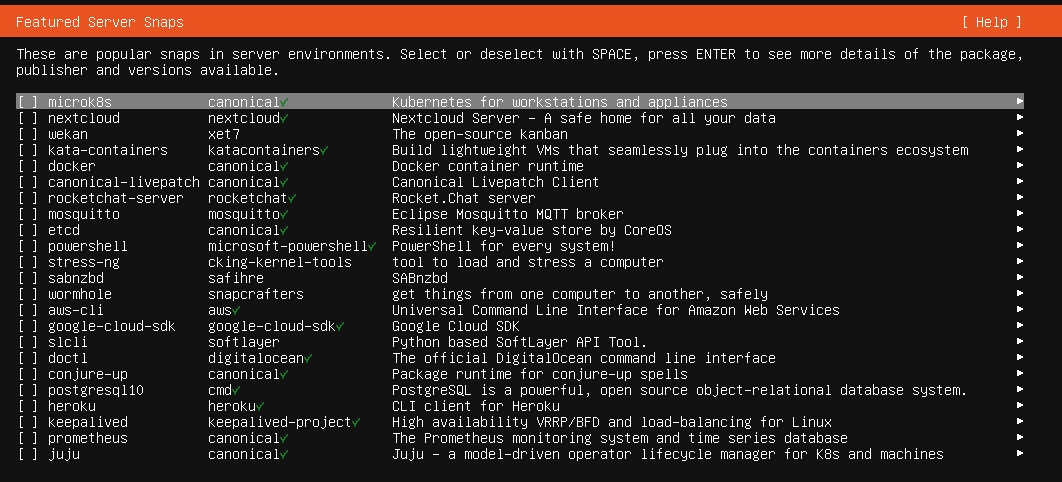 Featured Server Snaps [ Help ]
These are popular snaps in server environments. Select or deselect with SPACE, press ENTER to see more details of the package,
publisher and versions available.
[ ] microk8s canonical✓ Kubernetes for workstations and appliances ▸
[ ] nextcloud nextcloud✓ Nextcloud Server - A safe home for all your data ▸
[ ] wekan xet7 The open-source kanban ▸
[ ] kata-containers katacontainers✓ Build lightweight VMs that seamlessly plug into the containers ecosystem ▸
[ ] docker canonical✓ Docker container runtime ▸
[ ] canonical-livepatch canonical✓ Canonical Livepatch Client ▸
[ ] rocketchat-server rocketchat✓ Rocket.Chat server ▸
[ ] mosquitto mosquitto✓ Eclipse Mosquitto MQTT broker ▸
[ ] etcd canonical✓ Resilient key-value store by CoreOS ▸
[ ] powershell microsoft-powershell✓ PowerShell for every system! ▸
[ ] stress-ng cking-kernel-tools tool to load and stress a computer ▸
[ ] sabnzbd safihre SABnzbd ▸
[ ] wormhole snapcrafters get things from one computer to another, safely ▸
[ ] aws-cli aws✓ Universal Command Line Interface for Amazon Web Services ▸
[ ] google-cloud-sdk google-cloud-sdk✓ Google Cloud SDK ▸
[ ] slcli softlayer Python based SoftLayer API Tool. ▸
[ ] doctl digitalocean✓ The official DigitalOcean command line interface ▸
[ ] conjure-up canonical✓ Package runtime for conjure-up spells ▸
[ ] postgresql10 cmd✓ PostgreSQL is a powerful, open source object-relational database system. ▸
[ ] heroku heroku✓ CLI client for Heroku ▸
[ ] keepalived keepalived-project✓ High availability VRRP/BFD and load-balancing for Linux ▸
[ ] prometheus canonical✓ The Prometheus monitoring system and time series database ▸
[ ] juju canonical✓ Juju - a model-driven operator lifecycle manager for K8s and machines ▸